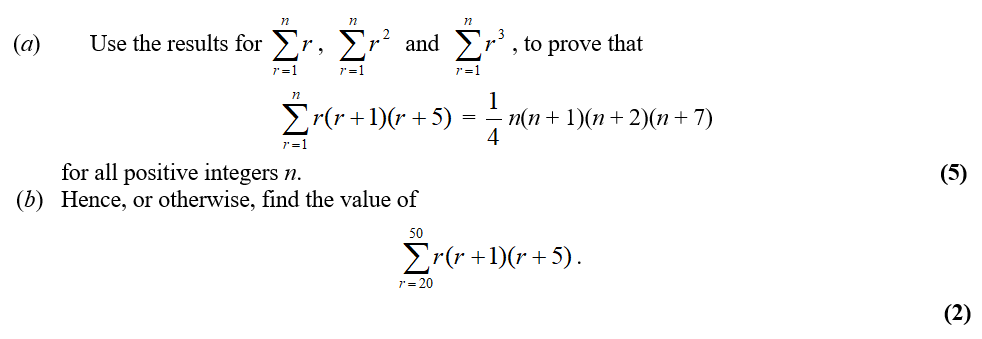 (a) Use the results for $\sum_{r=1}^{n} r$, $\sum_{r=1}^{n} r^2$ and $\sum_{r=1}^{n} r^3$, to prove that
$\sum_{r=1}^{n} r(r+1)(r+5) = \frac{1}{4} n(n+1)(n+2)(n+7)$
for all positive integers n. (5)
(b) Hence, or otherwise, find the value of
$\sum_{r=20}^{50} r(r+1)(r+5).$
(2)